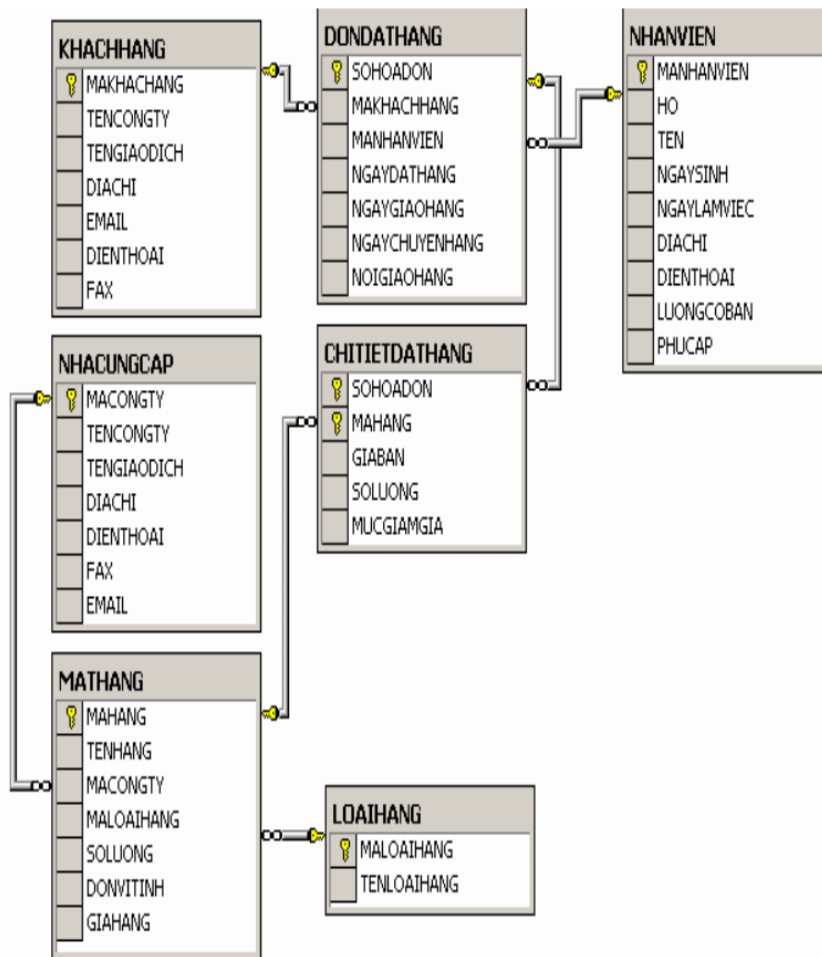 KHACHHANG
MAKHACHANG
TENCONGTY
TENGIAODICH
DIACHI
EMAIL
DIENTHOAI
FAX
DONDATHANG
SOHOADON
MAKHACHHANG
MANHANVIEN
NGAYDATHANG
NGAYGIAOHANG
NGAYCHUYENHANG
NOIGIAOHANG
NHANVIEN
MANHANVIEN
HO
TEN
NGAYSINH
NGAYLAMVIEC
DIACHI
DIENTHOAI
LUONGCOBAN
PHUCAP
NHACUNGCAP
MACONGTY
TENCONGTY
TENGIAODICH
DIACHI
DIENTHOAI
FAX
EMAIL
CHITIETDATHANG
SOHOADON
MAHANG
GIABAN
SOLUONG
MUCGIAMGIA
MATHANG
MAHANG
TENHANG
MACONGTY
MALOAIHANG
SOLUONG
DONVITINH
GIAHANG
LOAIHANG
MALOAIHANG
TENLOAIHANG